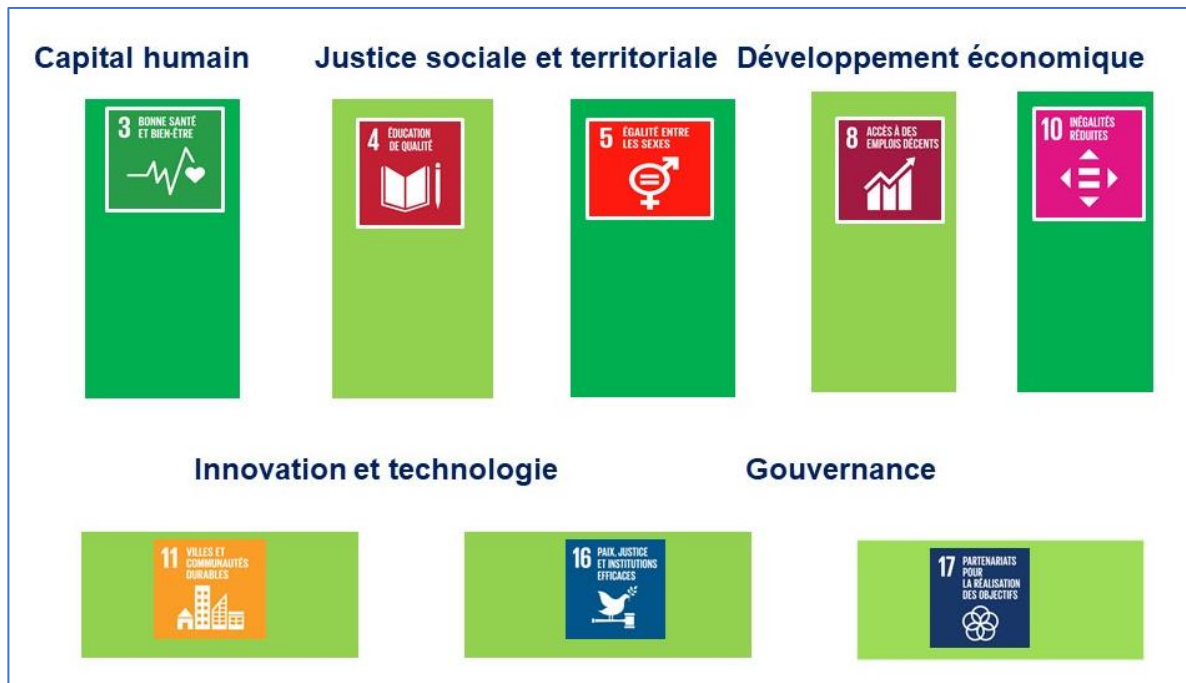 Capital humain
Justice sociale et territoriale
Développement économique
3 BONNE SANTÉ
ET BIEN-ÊTRE
4 ÉDUCATION
DE QUALITÉ
5 ÉGALITÉ ENTRE
LES SEXES
8 ACCÈS À DES
EMPLOIS DÉCENTS
10 INÉGALITÉS
RÉDUITES
Innovation et technologie
Gouvernance
11 VILLES ET
COMMUNAUTÉS
DURABLES
16 PAIX, JUSTICE
ET INSTITUTIONS
EFFICACES
17 PARTENARIATS
POUR
LA RÉALISATION
DES OBJECTIFS